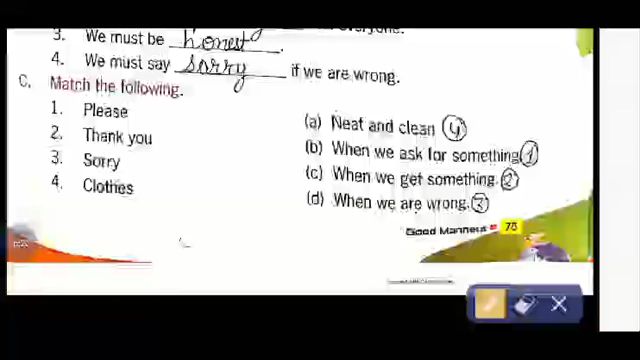 everyone.
3. We must be honest.
4. We must say sorry if we are wrong.
C. Match the following.
1. Please
2. Thank you
3. Sorry
4. Clothes
(a) Neat and clean 4
(b) When we ask for something. 1
(c) When we get something. 2
(d) When we are wrong. 3
Good Manners 75